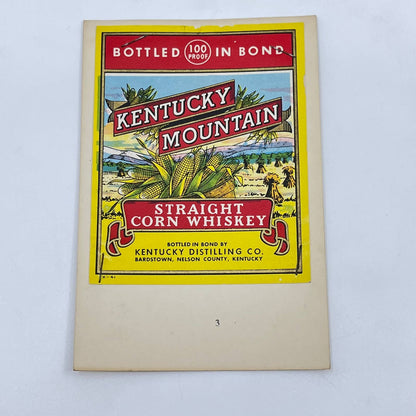 BOTTLED 100 PROOF IN BOND
KENTUCKY
MOUNTAIN
STRAIGHT
CORN WHISKEY
BOTTLED IN BOND BY
KENTUCKY DISTILLING CO.
BARDSTOWN, NELSON COUNTY, KENTUCKY
3